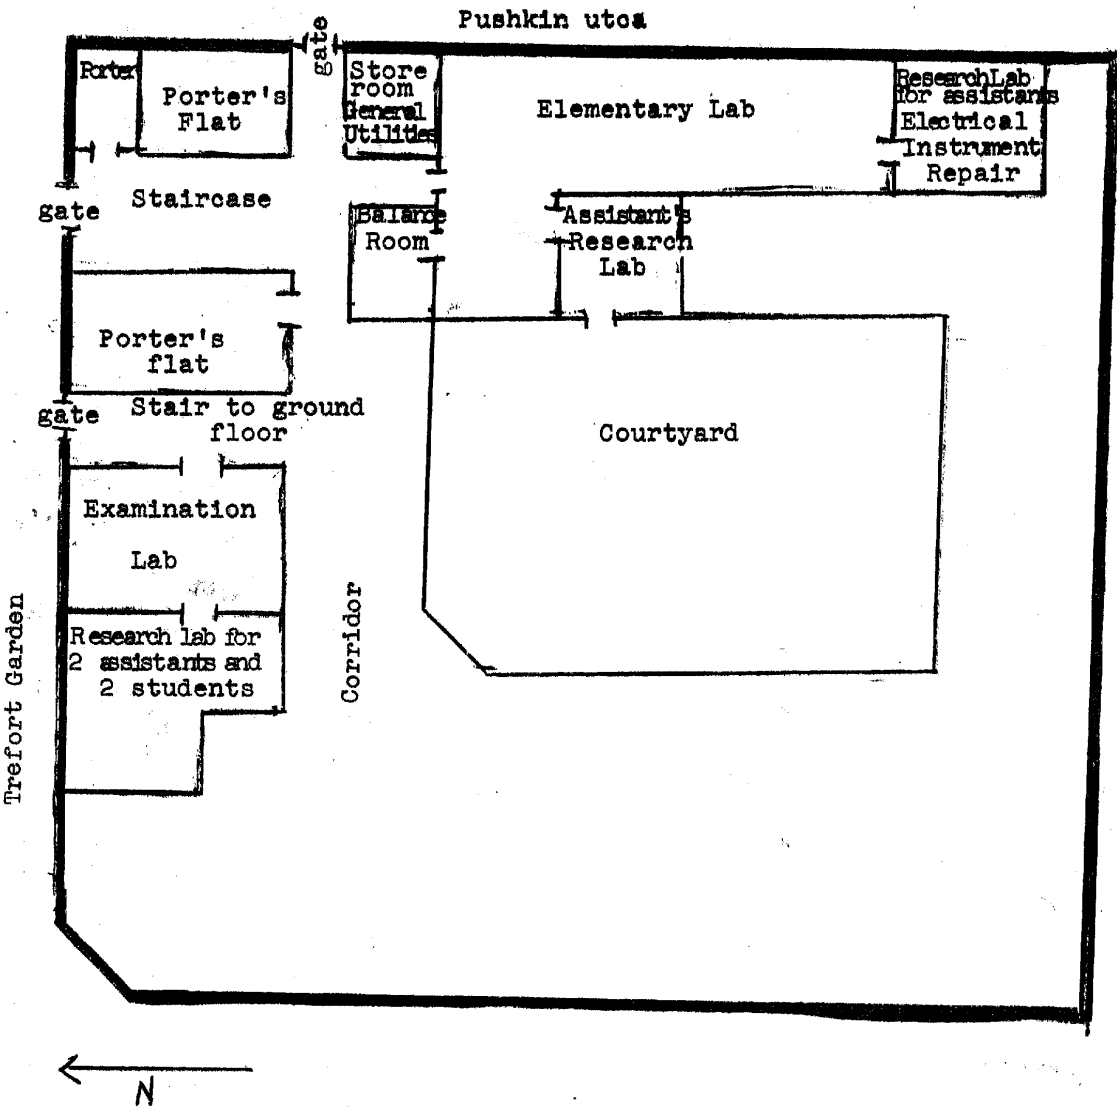 Pushkin utca
gate
Porter
Porter's
Flat
Store
room
General
Utilities
Elementary Lab
Research Lab
for assistants
Electrical
Instrument
Repair
gate
Staircase
Balance
Room
Assistant's
Research
Lab
Porter's
flat
gate
Stair to ground
floor
Courtyard
Examination
Lab
Research lab for
2 assistants and
2 students
Corridor
Trefort Garden
N